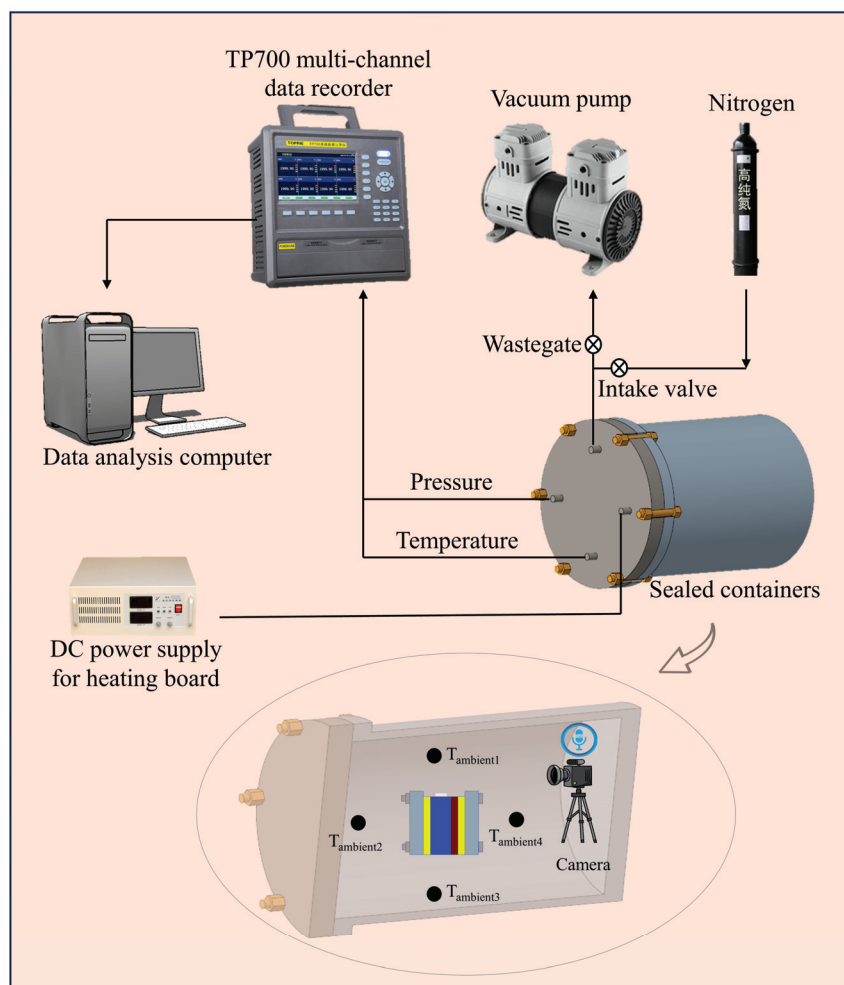 TP700 multi-channel
data recorder
Vacuum pump
Nitrogen
TOPRIE
高纯氮
Wastegate
Intake valve
Data analysis computer
Pressure
Temperature
Sealed containers
DC power supply
for heating board
Tambient1
Tambient2
Tambient4
Camera
Tambient3